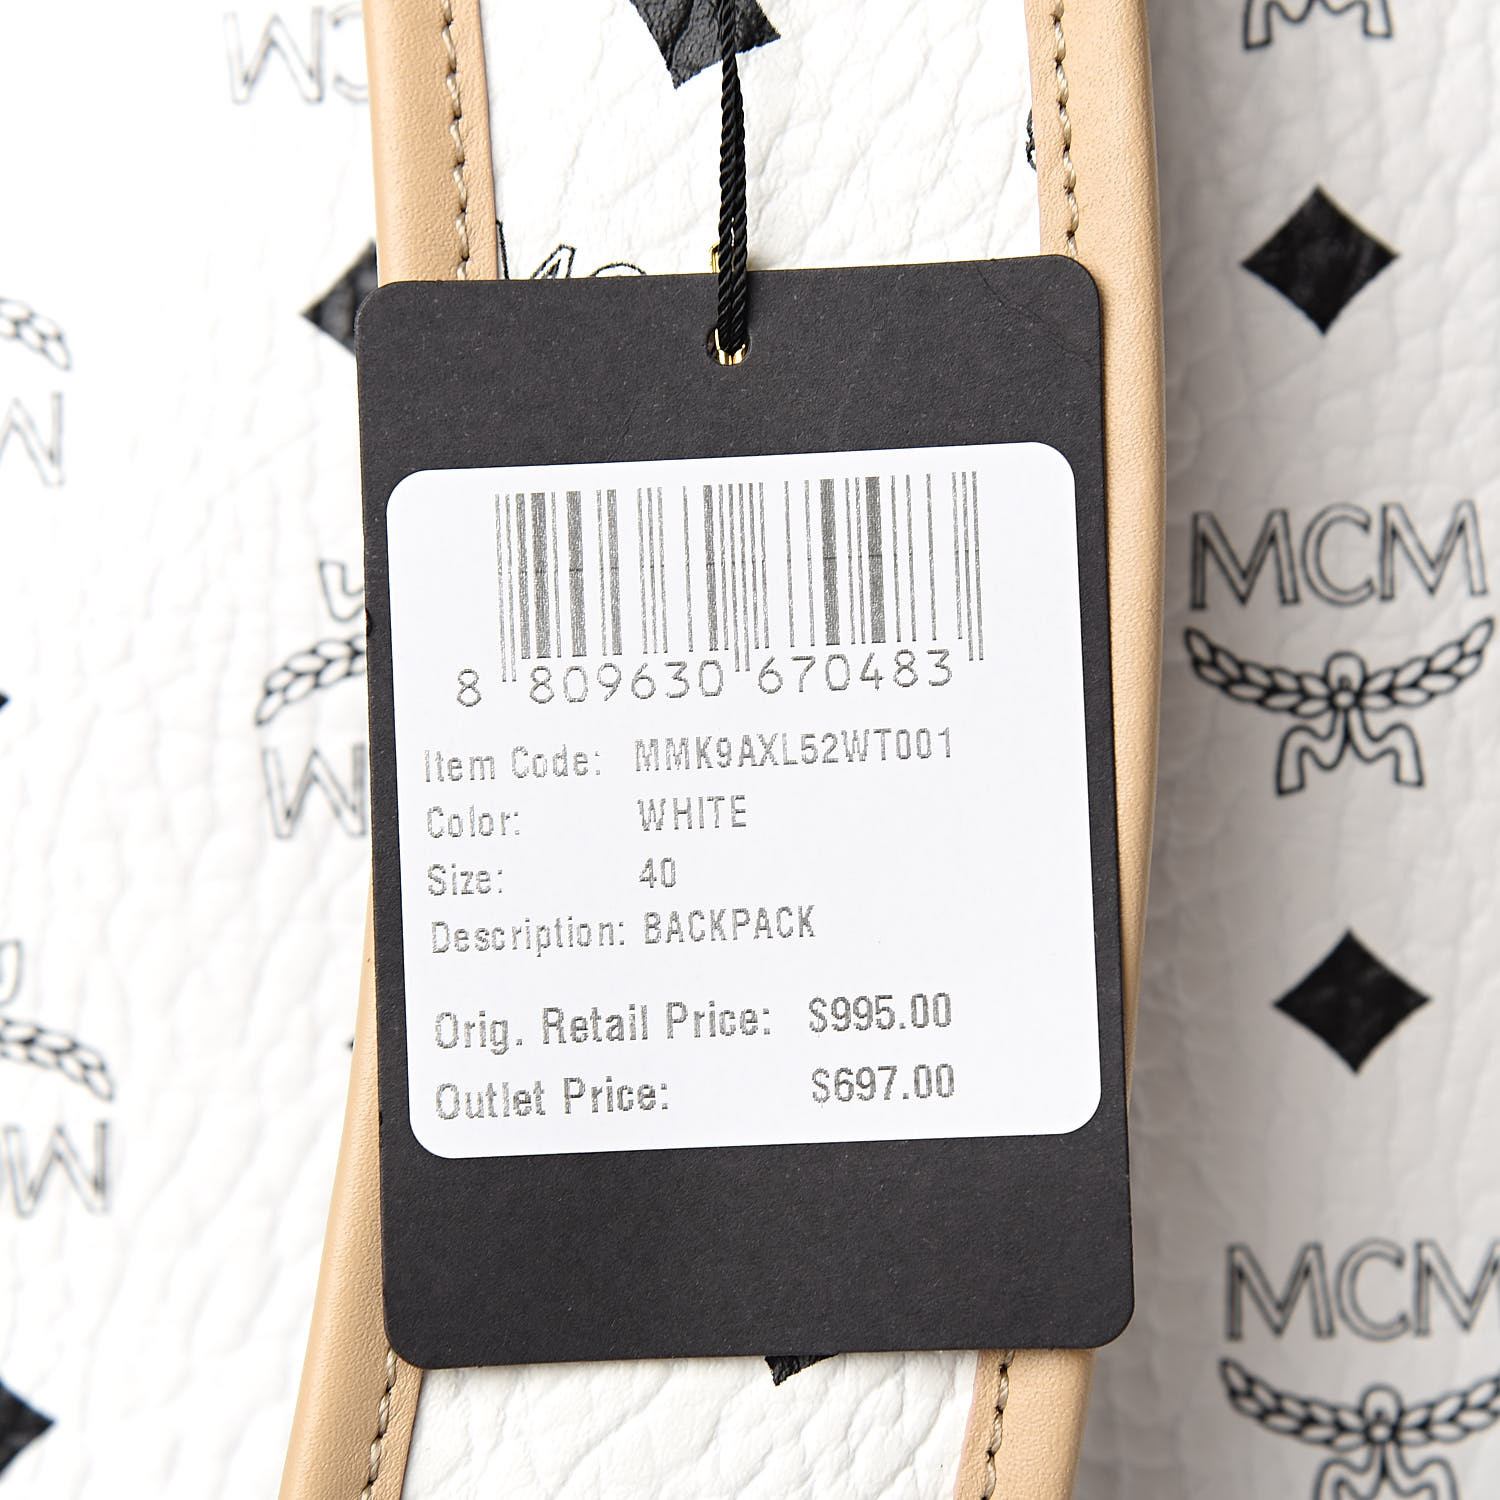 MCM
8 809630 670483
Item Code: MMK9AXL52WT001
Color: WHITE
Size: 40
Description: BACKPACK
Orig. Retail Price: $995.00
Outlet Price: $697.00
MCM